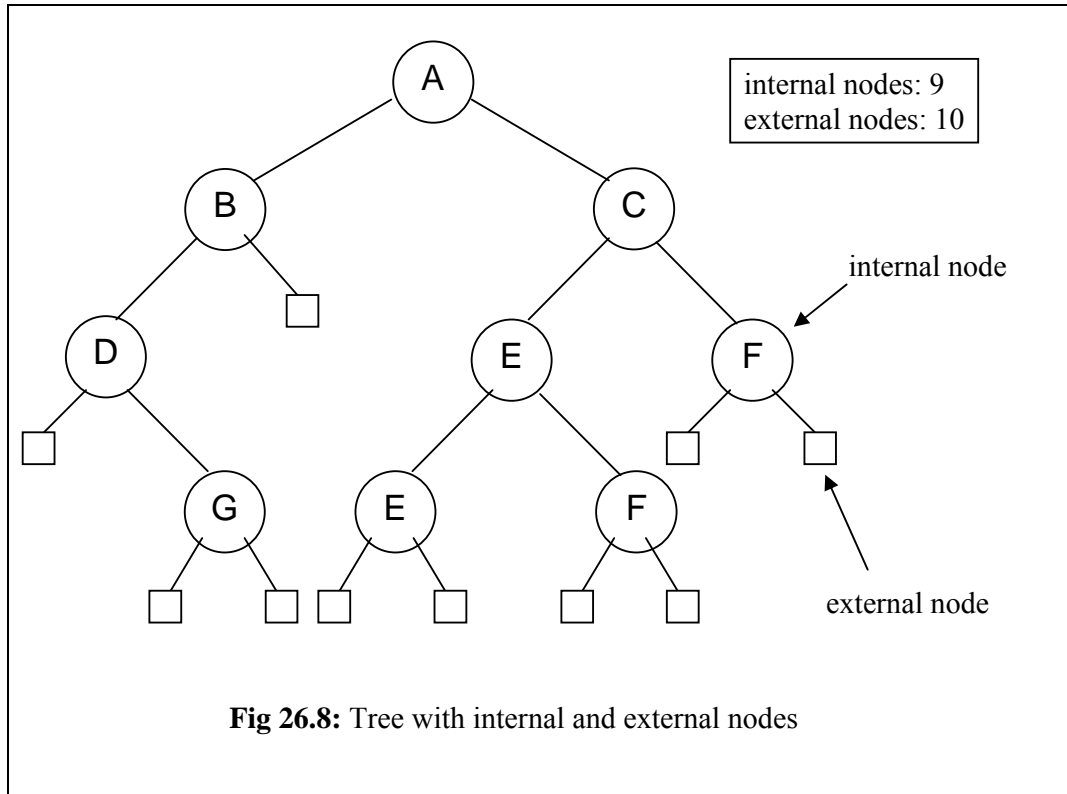 A
internal nodes: 9
external nodes: 10
B
C
internal node
D
E
F
G
E
F
external node
Fig 26.8: Tree with internal and external nodes